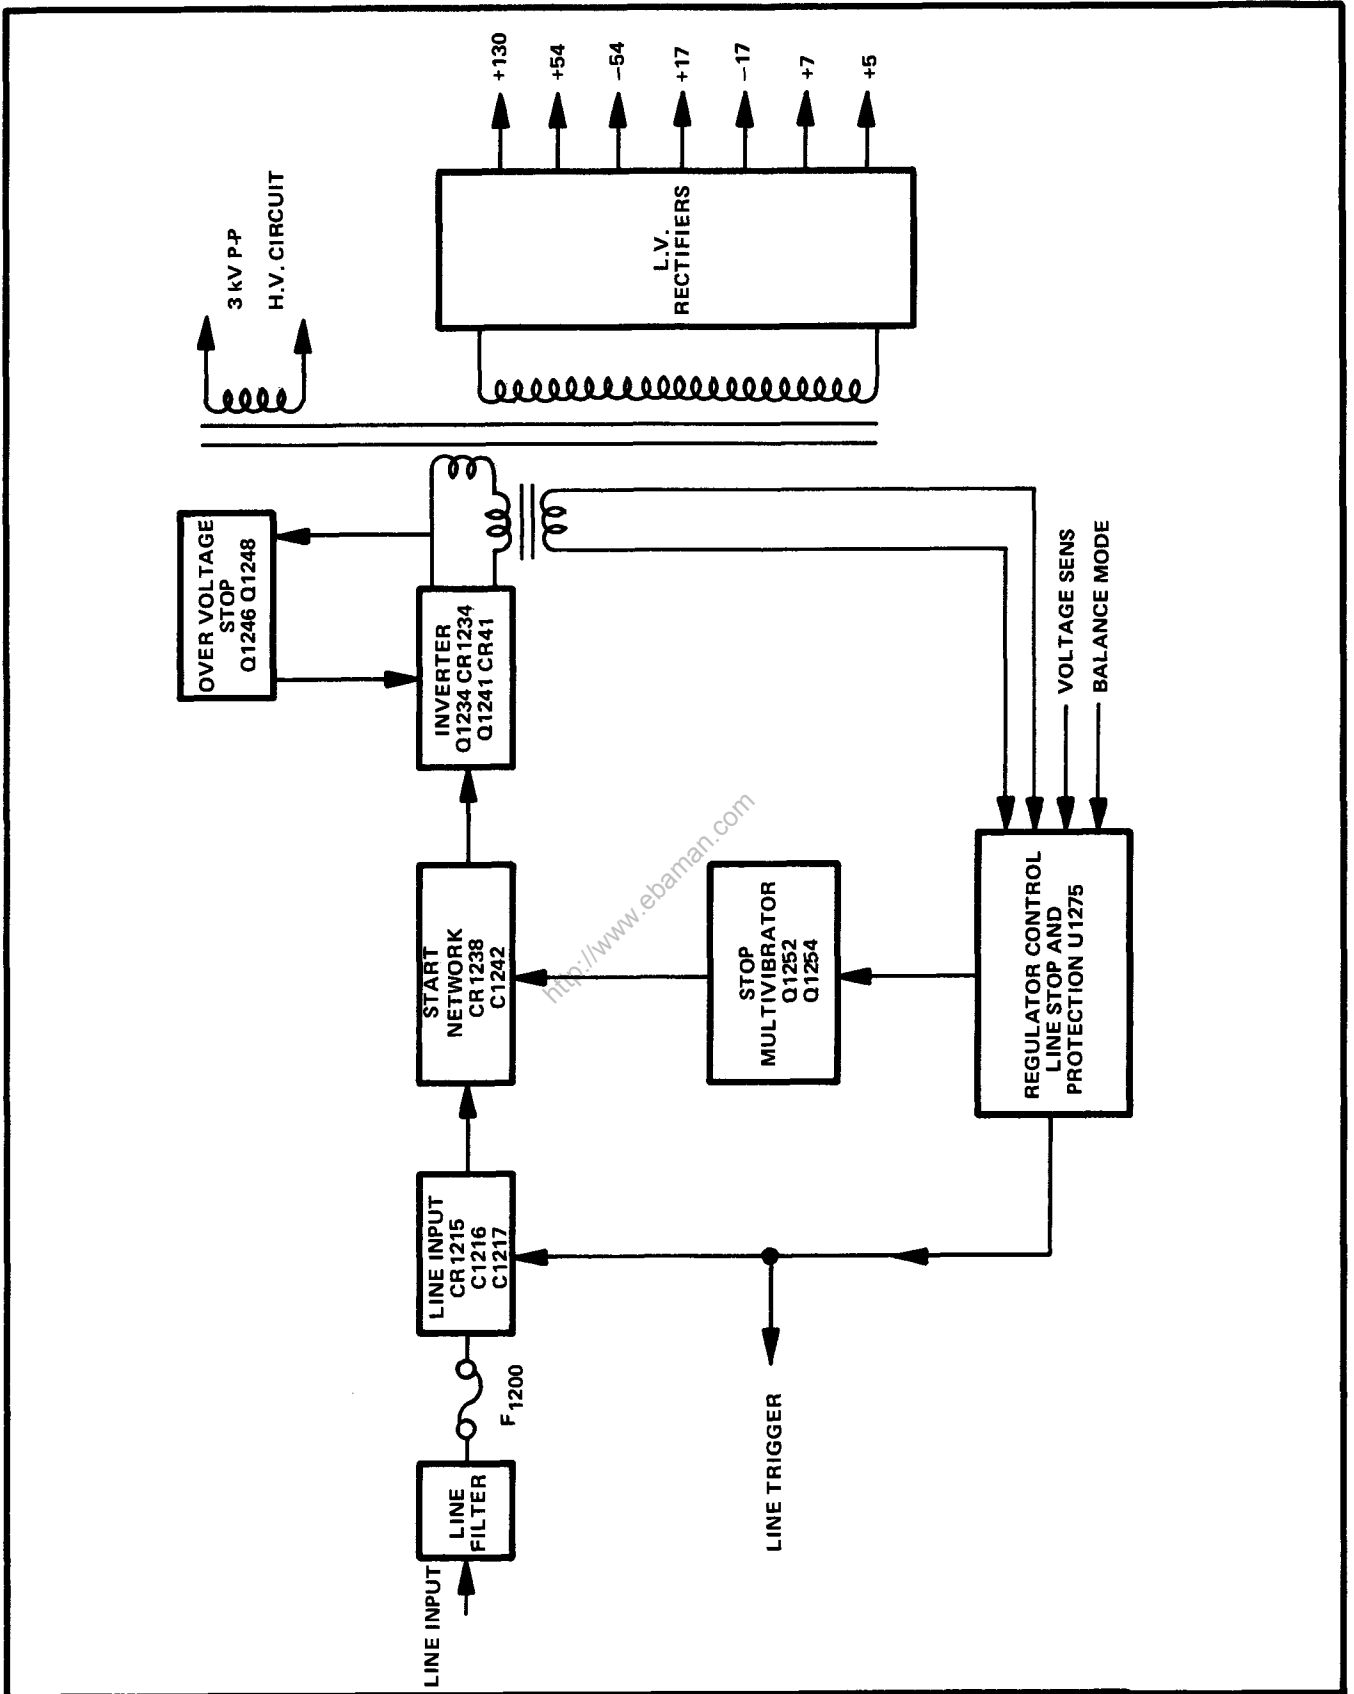 LINE INPUT
LINE
FILTER
F1200
LINE INPUT
CR1215
C1216
C1217
START
NETWORK
CR1238
C1242
INVERTER
Q1234 CR1234
Q1241 CR41
OVER VOLTAGE
STOP
Q1246 Q1248
3 kV P-P
H.V. CIRCUIT
L.V.
RECTIFIERS
+130
+54
−54
+17
−17
+7
+5
STOP
MULTIVIBRATOR
Q1252
Q1254
REGULATOR CONTROL
LINE STOP AND
PROTECTION U1275
VOLTAGE SENS
BALANCE MODE
LINE TRIGGER
http://www.ebaman.com